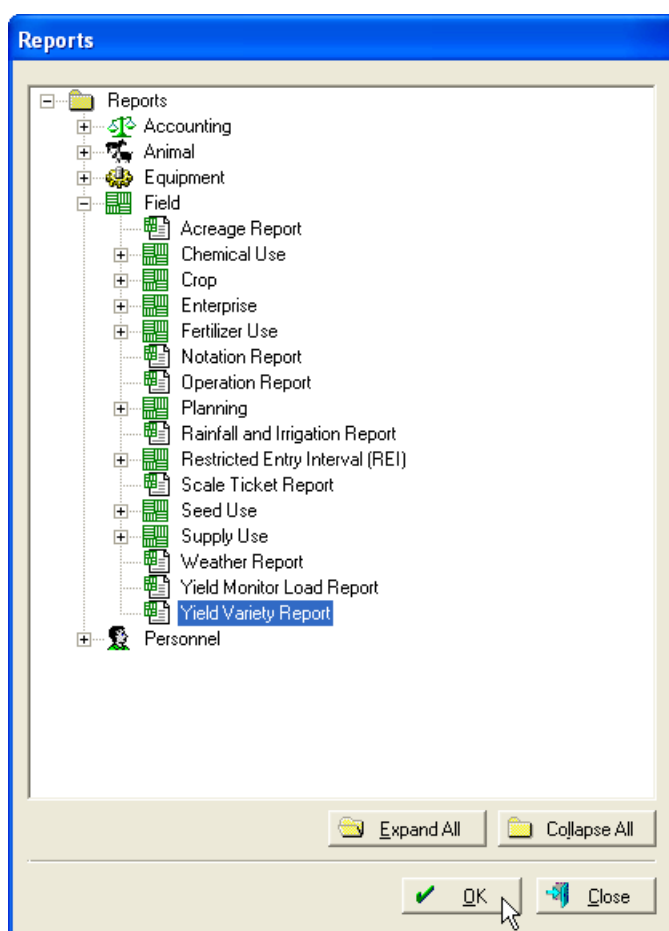 Reports
Reports
Accounting
Animal
Equipment
Field
Acreage Report
Chemical Use
Crop
Enterprise
Fertilizer Use
Notation Report
Operation Report
Planning
Rainfall and Irrigation Report
Restricted Entry Interval (REI)
Scale Ticket Report
Seed Use
Supply Use
Weather Report
Yield Monitor Load Report
Yield Variety Report
Personnel
Expand All Collapse All
OK Close